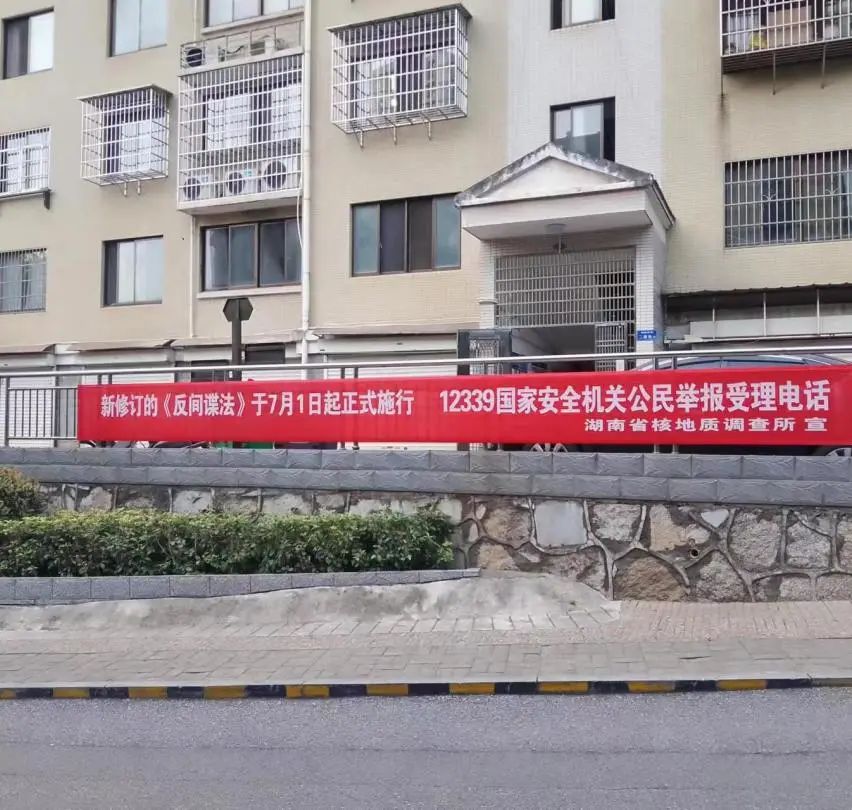 新修订的《反间谍法》于7月1日起正式施行 12339国家安全机关公民举报受理电话
湖南省核地质调查所 宣